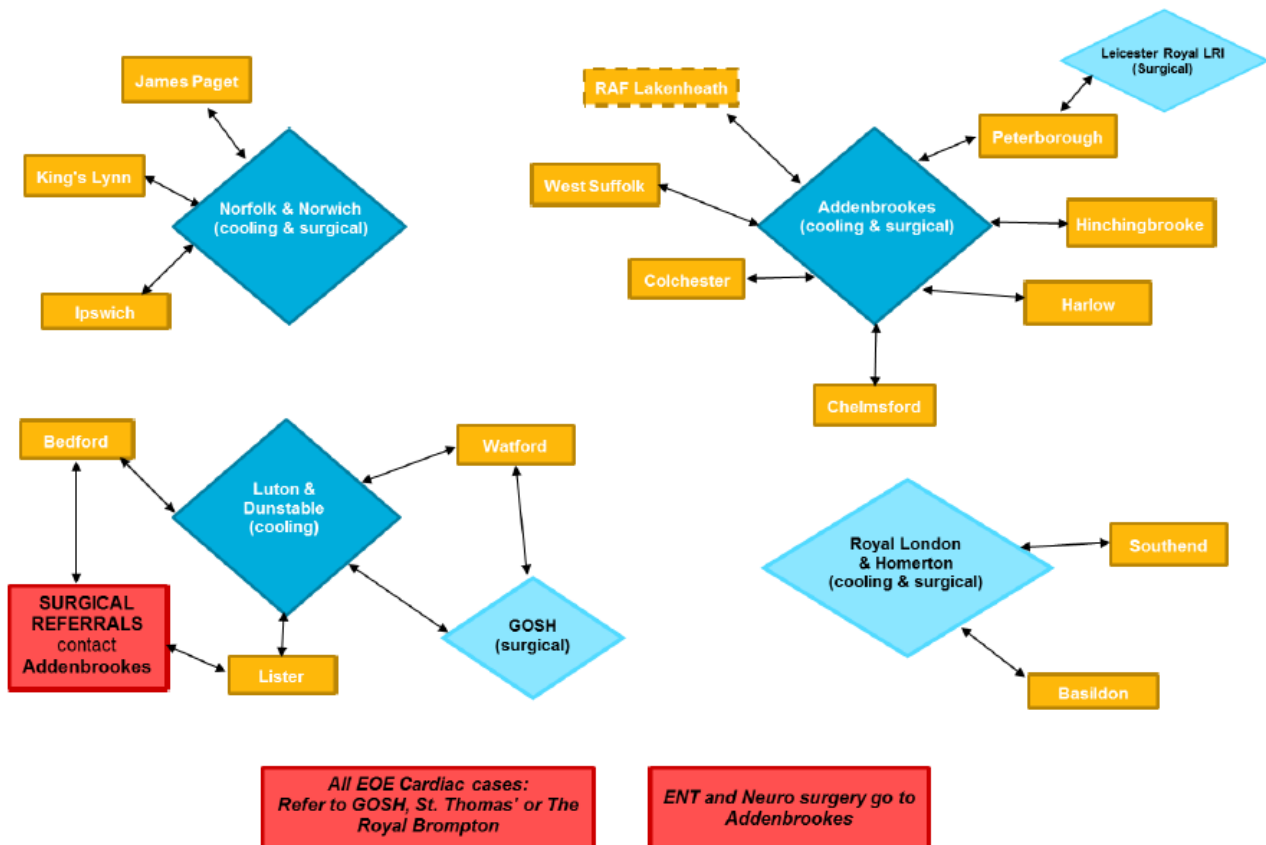 James Paget
King's Lynn
Norfolk & Norwich
(cooling & surgical)
Ipswich
Leicester Royal LRI
(Surgical)
RAF Lakenheath
Peterborough
West Suffolk
Addenbrookes
(cooling & surgical)
Hinchingbrooke
Colchester
Harlow
Chelmsford
Bedford
Watford
Luton &
Dunstable
(cooling)
SURGICAL
REFERRALS
contact
Addenbrookes
Lister
GOSH
(surgical)
Royal London
& Homerton
(cooling & surgical)
Southend
Basildon
All EOE Cardiac cases:
Refer to GOSH, St. Thomas' or The
Royal Brompton
ENT and Neuro surgery go to
Addenbrookes